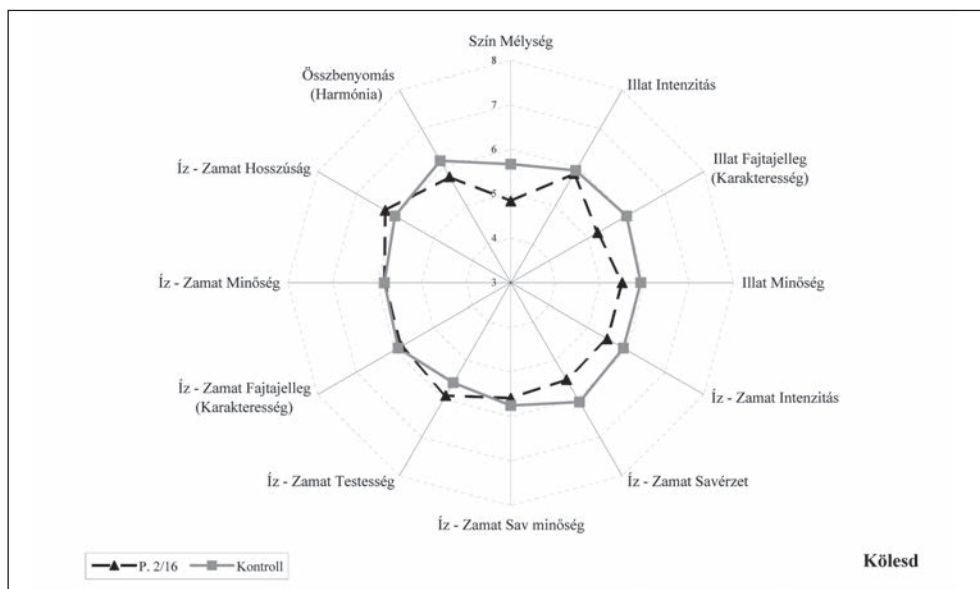 Szín Mélység
8
Illat Intenzitás
7
Illat Fajtajelleg
(Karakteresség)
6
5
Illat Minőség
4
3
Íz - Zamat Intenzitás
Íz - Zamat Savérzet
Íz - Zamat Sav minőség
Íz - Zamat Testesség
Íz - Zamat Fajtajelleg
(Karakteresség)
Íz - Zamat Minőség
Íz - Zamat Hosszúság
Összbenyomás
(Harmónia)
P. 2/16
Kontroll
Kölesd